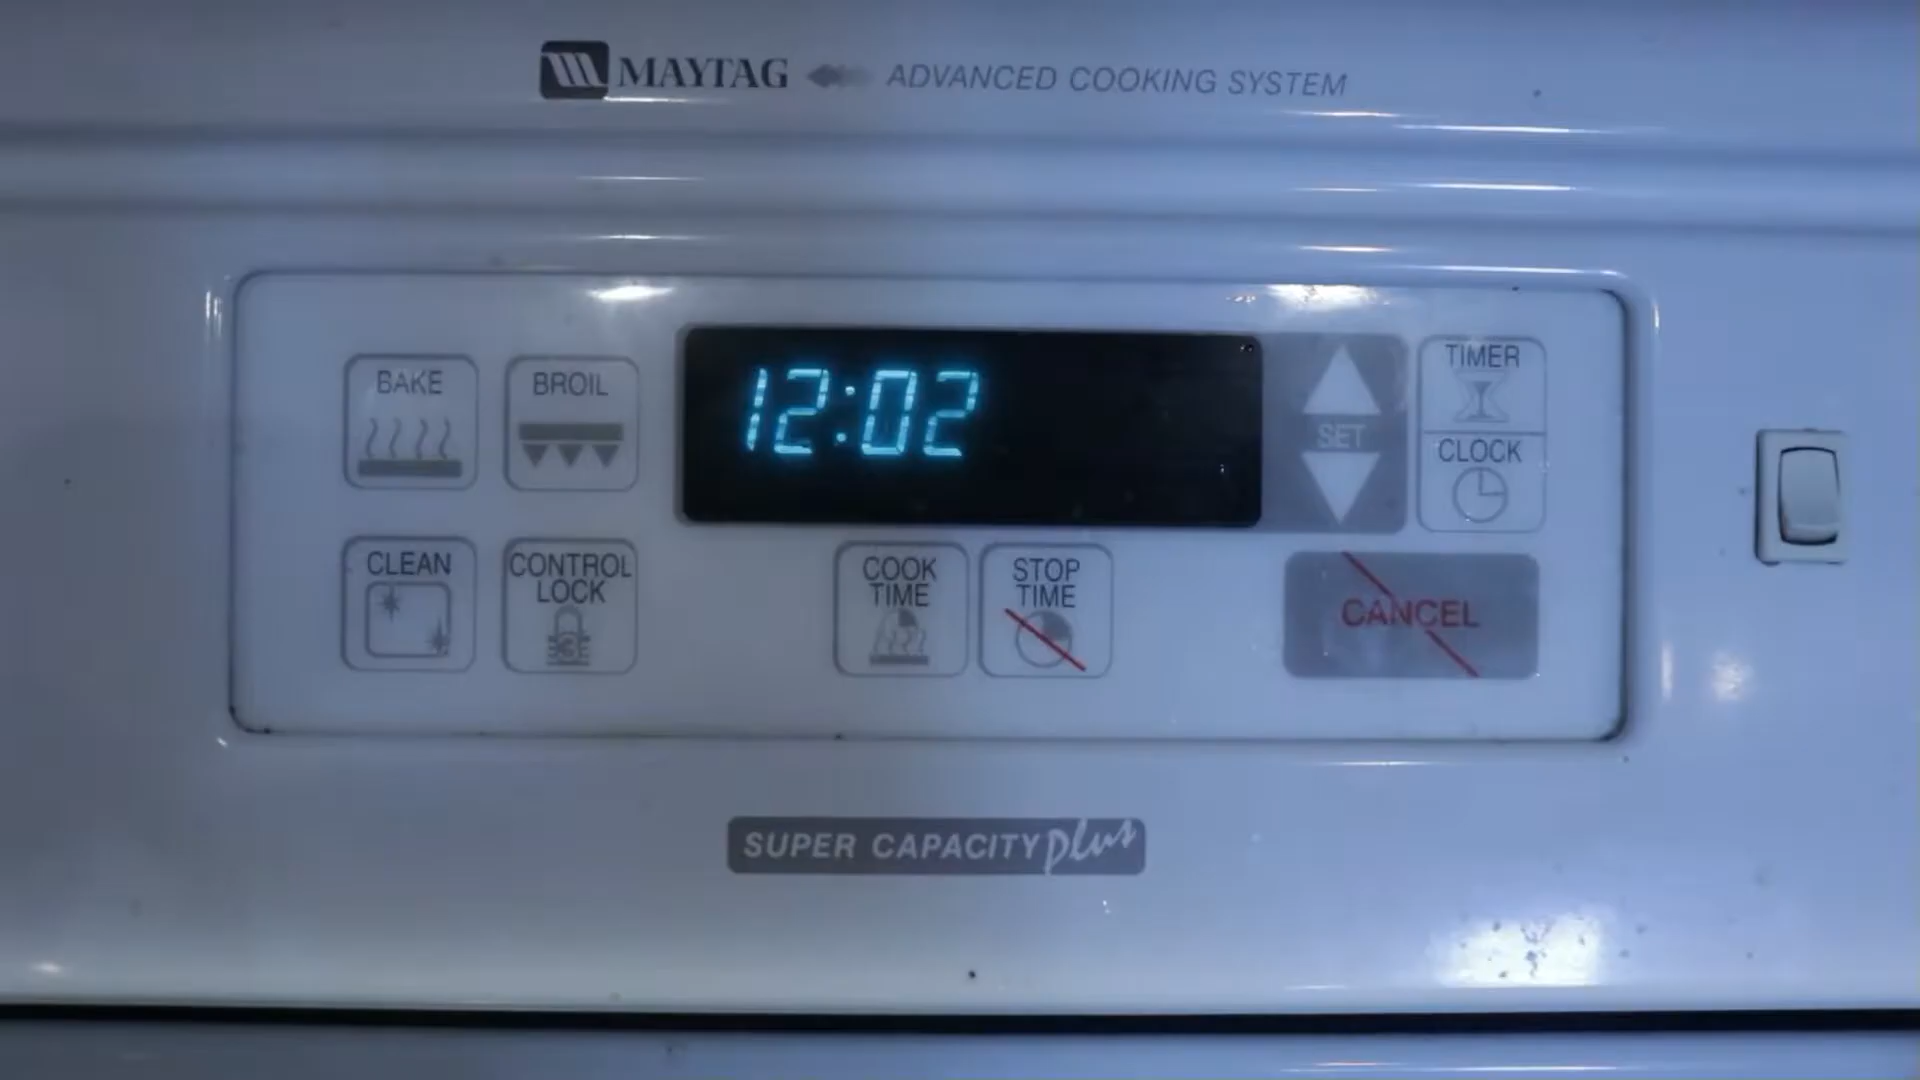 MAYTAG ADVANCED COOKING SYSTEM
BAKE
BROIL
12:02
SET
TIMER
CLOCK
CLEAN
CONTROL
LOCK
COOK
TIME
STOP
TIME
CANCEL
SUPER CAPACITY plus